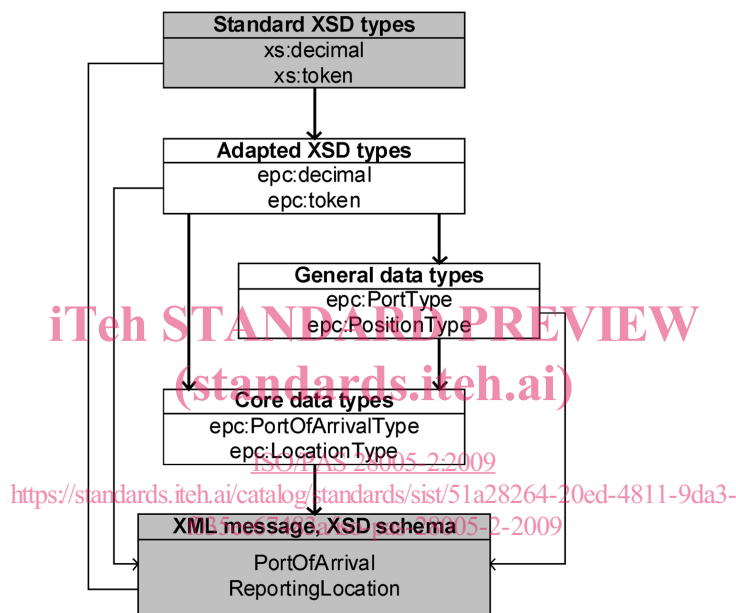 Standard XSD types
xs:decimal
xs:token
Adapted XSD types
epc:decimal
epc:token
General data types
epc:PortType
epc:PositionType
iTeh STANDARD PREVIEW
(standards.iteh.ai)
Core data types
epc:PortOfArrivalType
epc:LocationType
ISO/PAS 28005-2:2009
https://standards.iteh.ai/catalog/standards/sist/51a28264-20ed-4811-9da3-
XML message, XSD schema
PortOfArrival
ReportingLocation